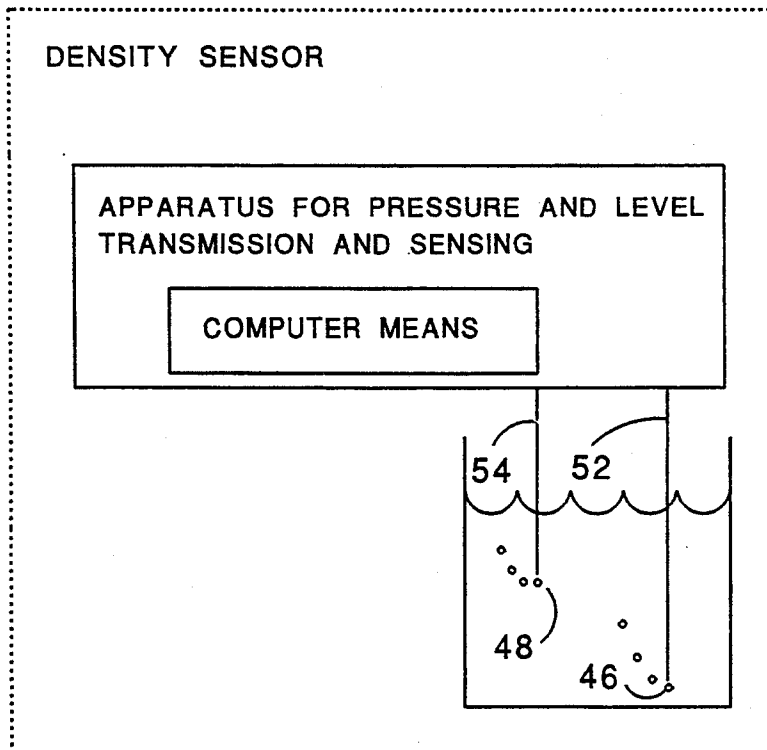 DENSITY SENSOR
APPARATUS FOR PRESSURE AND LEVEL
TRANSMISSION AND SENSING
COMPUTER MEANS
54
52
48
46